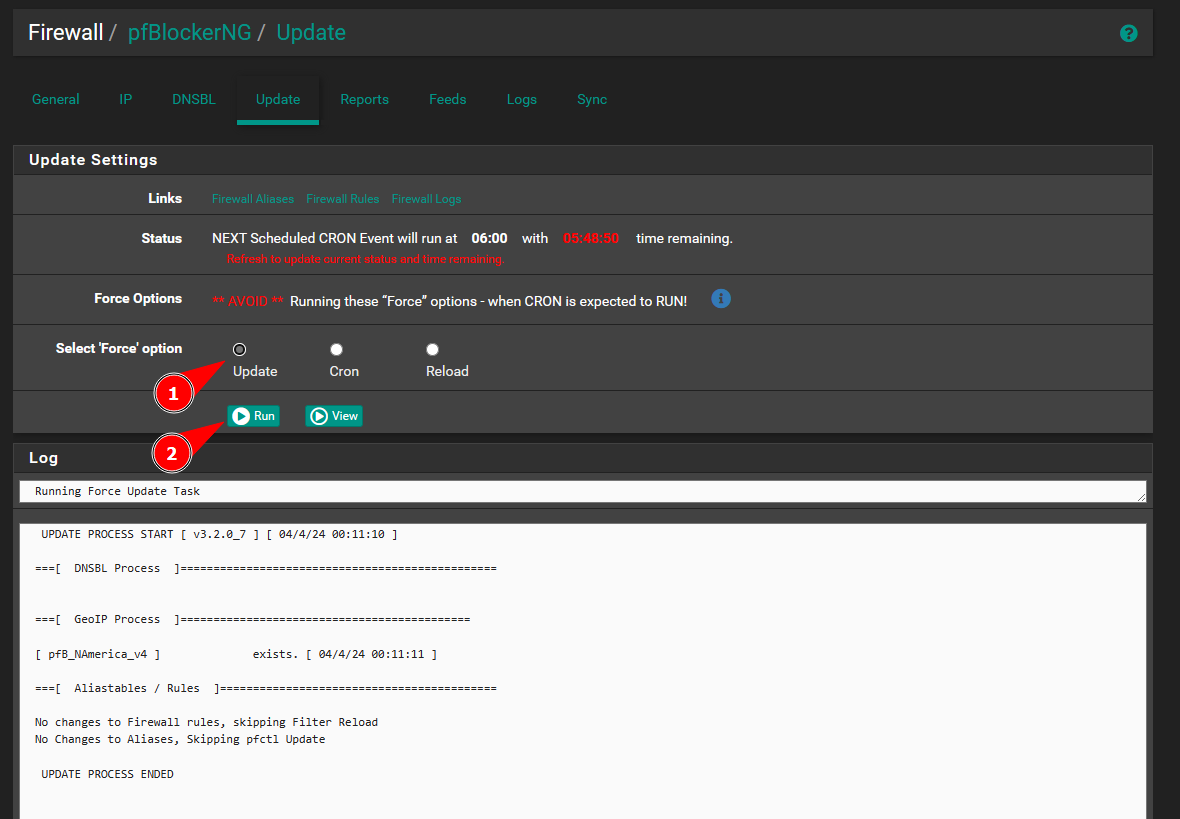 Firewall / pfBlockerNG / Update
General IP DNSBL Update Reports Feeds Logs Sync
Update Settings
Links Firewall Aliases Firewall Rules Firewall Logs
Status NEXT Scheduled CRON Event will run at 06:00 with 05:48:50 time remaining.
Refresh to update current status and time remaining.
Force Options ** AVOID ** Running these “Force” options - when CRON is expected to RUN!
Select 'Force' option
Update Cron Reload
1
Run View
2
Log
Running Force Update Task
UPDATE PROCESS START [ v3.2.0_7 ] [ 04/4/24 00:11:10 ]
===[  DNSBL Process  ]================================================
===[  GeoIP Process  ]============================================
[ pfB_NAmerica_v4 ]              exists. [ 04/4/24 00:11:11 ]
===[  Aliastables / Rules  ]==========================================
No changes to Firewall rules, skipping Filter Reload
No Changes to Aliases, Skipping pfctl Update
UPDATE PROCESS ENDED